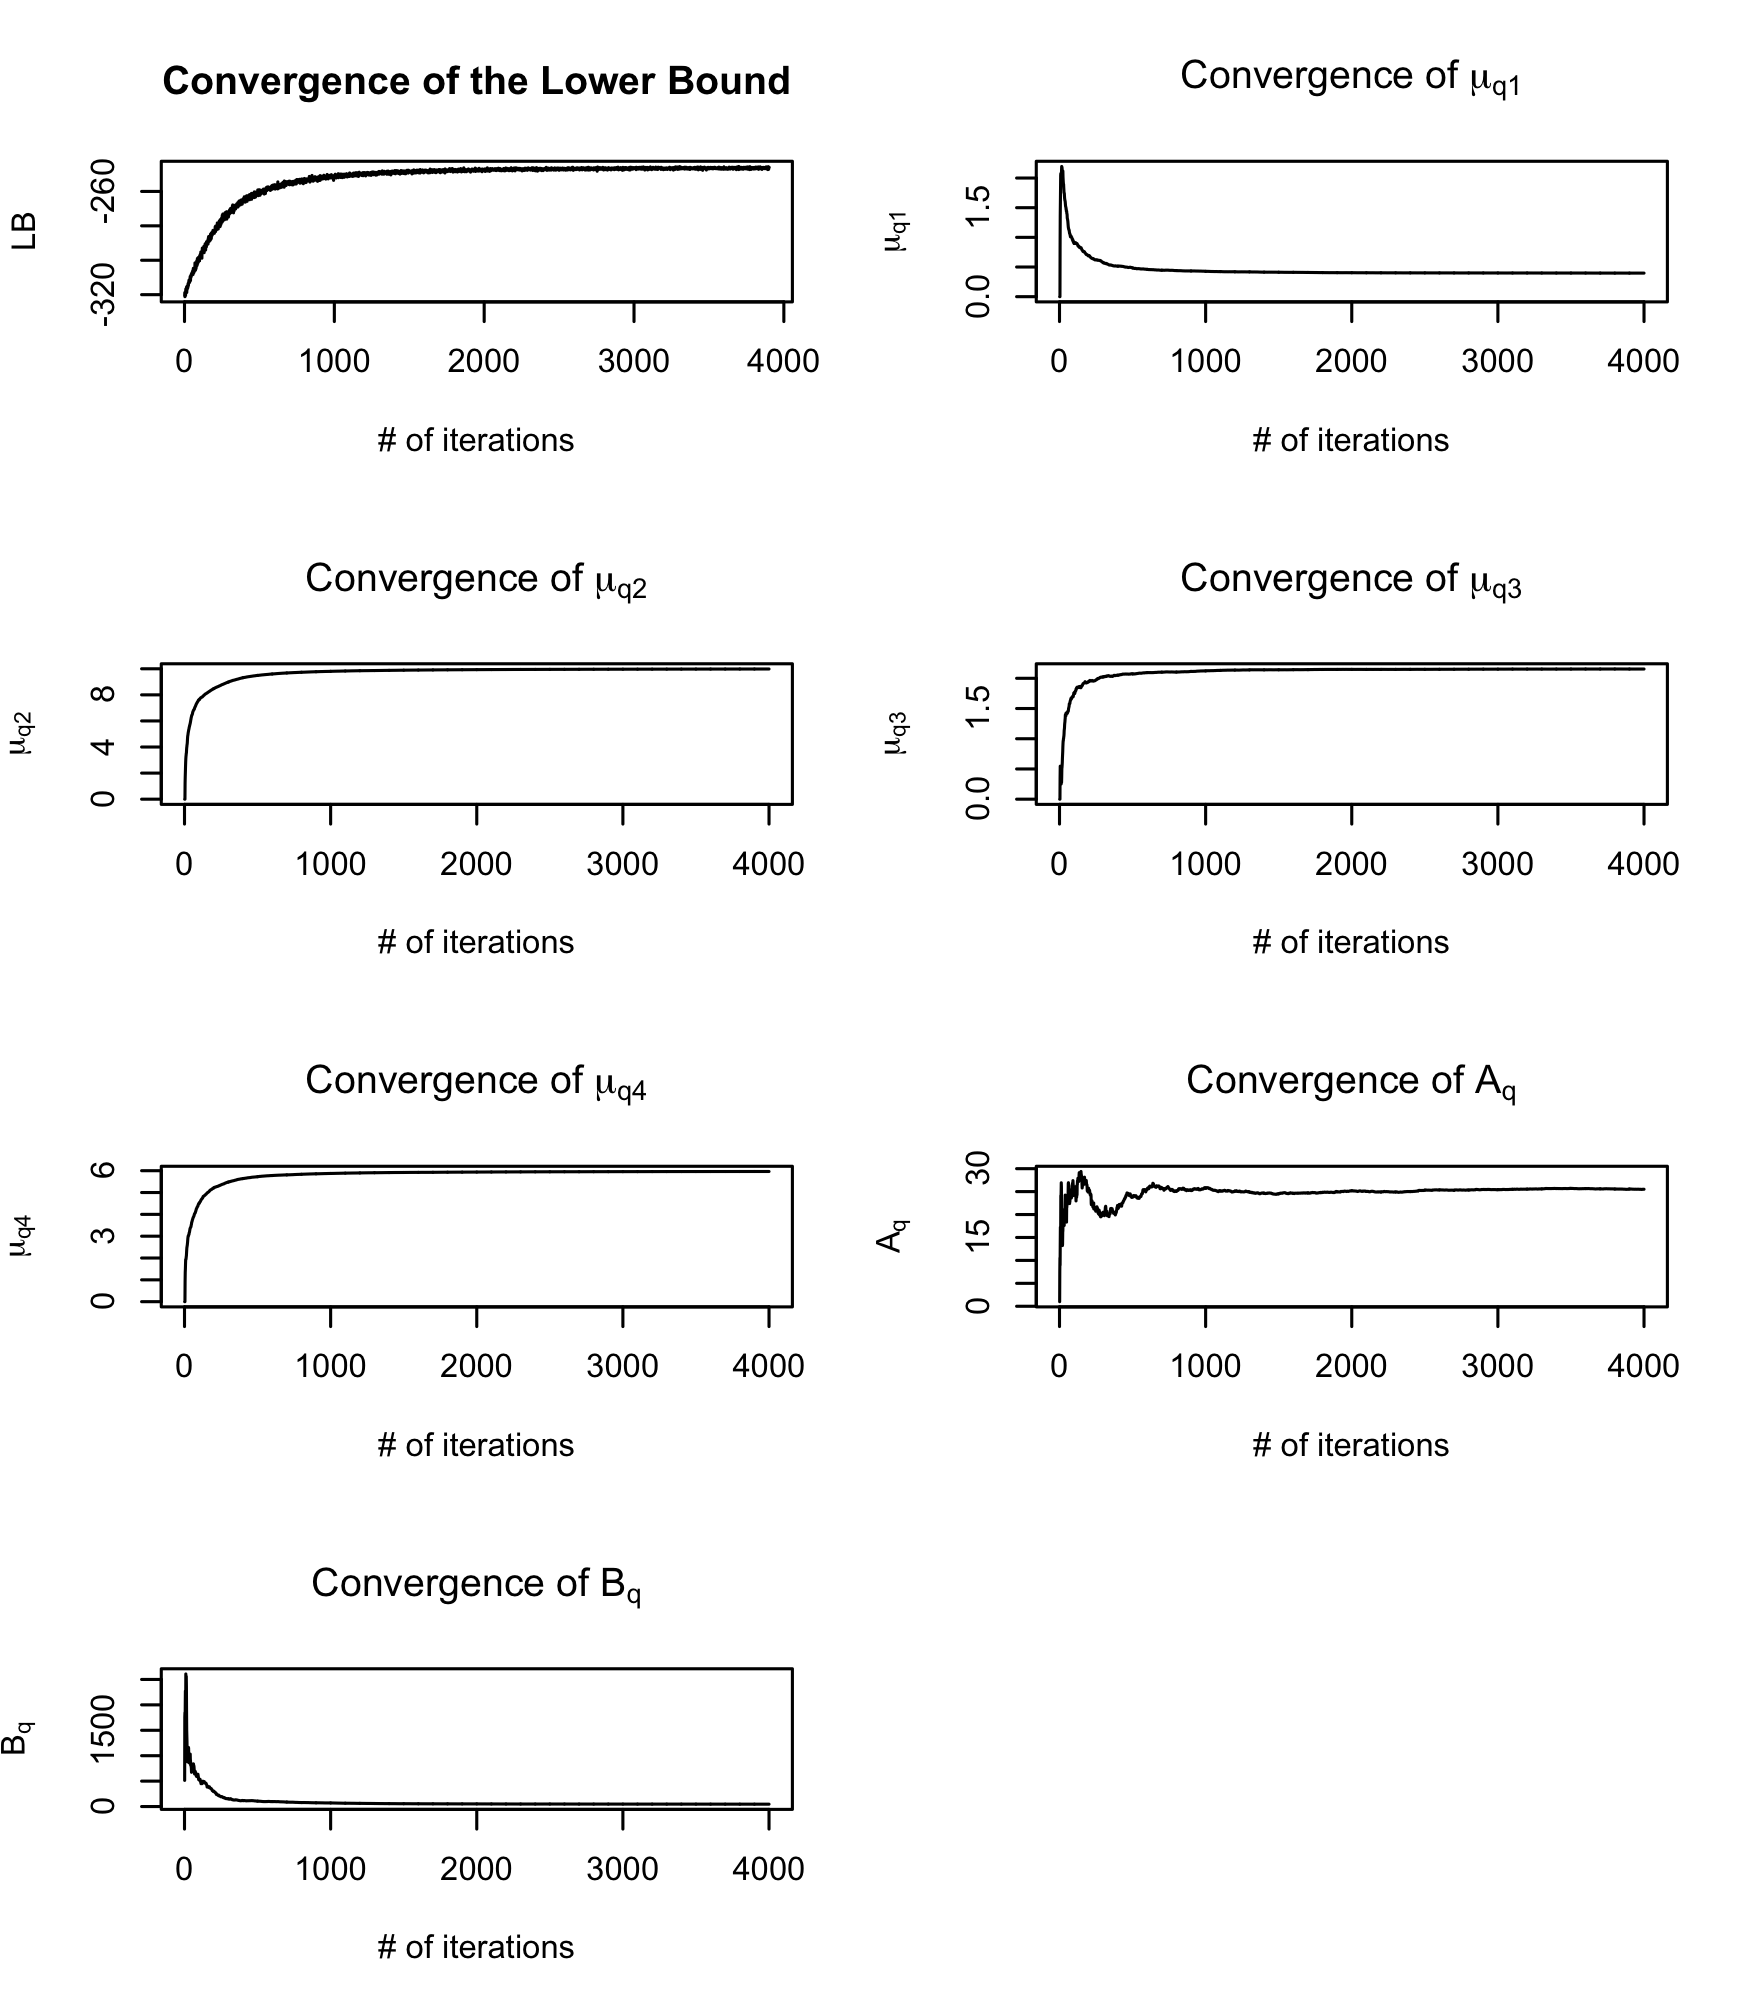 Convergence of the Lower Bound
LB
-320 -260
0 1000 2000 3000 4000
# of iterations
Convergence of μq1
μq1
0.0 1.5
0 1000 2000 3000 4000
# of iterations
Convergence of μq2
μq2
0 4 8
0 1000 2000 3000 4000
# of iterations
Convergence of μq3
μq3
0.0 1.5
0 1000 2000 3000 4000
# of iterations
Convergence of μq4
μq4
0 3 6
0 1000 2000 3000 4000
# of iterations
Convergence of Aq
Aq
0 15 30
0 1000 2000 3000 4000
# of iterations
Convergence of Bq
Bq
0 1500
0 1000 2000 3000 4000
# of iterations